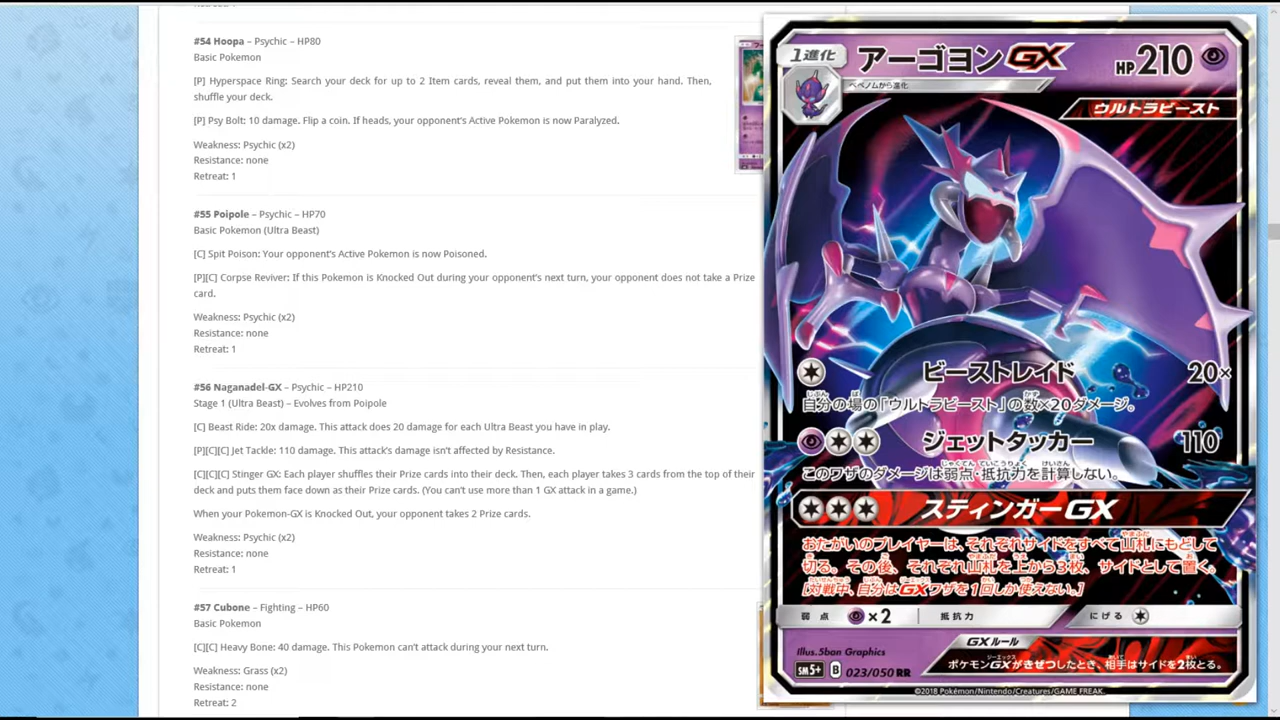 #54 Hoopa – Psychic – HP80
Basic Pokemon
[P] Hyperspace Ring: Search your deck for up to 2 Item cards, reveal them, and put them into your hand. Then,
shuffle your deck.
[P] Psy Bolt: 10 damage. Flip a coin. If heads, your opponent's Active Pokemon is now Paralyzed.
Weakness: Psychic (x2)
Resistance: none
Retreat: 1
#55 Poipole – Psychic – HP70
Basic Pokemon (Ultra Beast)
[C] Spit Poison: Your opponent's Active Pokemon is now Poisoned.
[P][C] Corpse Reviver: If this Pokemon is Knocked Out during your opponent's next turn, your opponent does not take a Prize
card.
Weakness: Psychic (x2)
Resistance: none
Retreat: 1
#56 Naganadel-GX – Psychic – HP210
Stage 1 (Ultra Beast) – Evolves from Poipole
[C] Beast Ride: 20x damage. This attack does 20 damage for each Ultra Beast you have in play.
[P][C][C] Jet Tackle: 110 damage. This attack's damage isn't affected by Resistance.
[C][C][C] Stinger GX: Each player shuffles their Prize cards into their deck. Then, each player takes 3 cards from the top of their
deck and puts them face down as their Prize cards. (You can't use more than 1 GX attack in a game.)
When your Pokemon-GX is Knocked Out, your opponent takes 2 Prize cards.
Weakness: Psychic (x2)
Resistance: none
Retreat: 1
#57 Cubone – Fighting – HP60
Basic Pokemon
[C][C] Heavy Bone: 40 damage. This Pokemon can't attack during your next turn.
Weakness: Grass (x2)
Resistance: none
Retreat: 2
1進化 アーゴヨンGX HP210
ベベノムから進化
ウルトラビースト
ビーストレイド 20×
自分の場の「ウルトラビースト」の数×20ダメージ。
ジェットタッカー 110
このワザのダメージは弱点・抵抗力を計算しない。
スティンガーGX
おたがいのプレイヤーは、それぞれサイドをすべて山札にもどして
切る。その後、それぞれ山札を上から3枚、サイドとして置く。
[対戦中、自分はGXワザを1回しか使えない。]
弱点 ×2 抵抗力 にげる
GXルール
ポケモンGXがきぜつしたとき、相手はサイドを2枚とる。
Illus.5ban Graphics
SM5+ B 023/050 RR
©2018 Pokémon/Nintendo/Creatures/GAME FREAK.